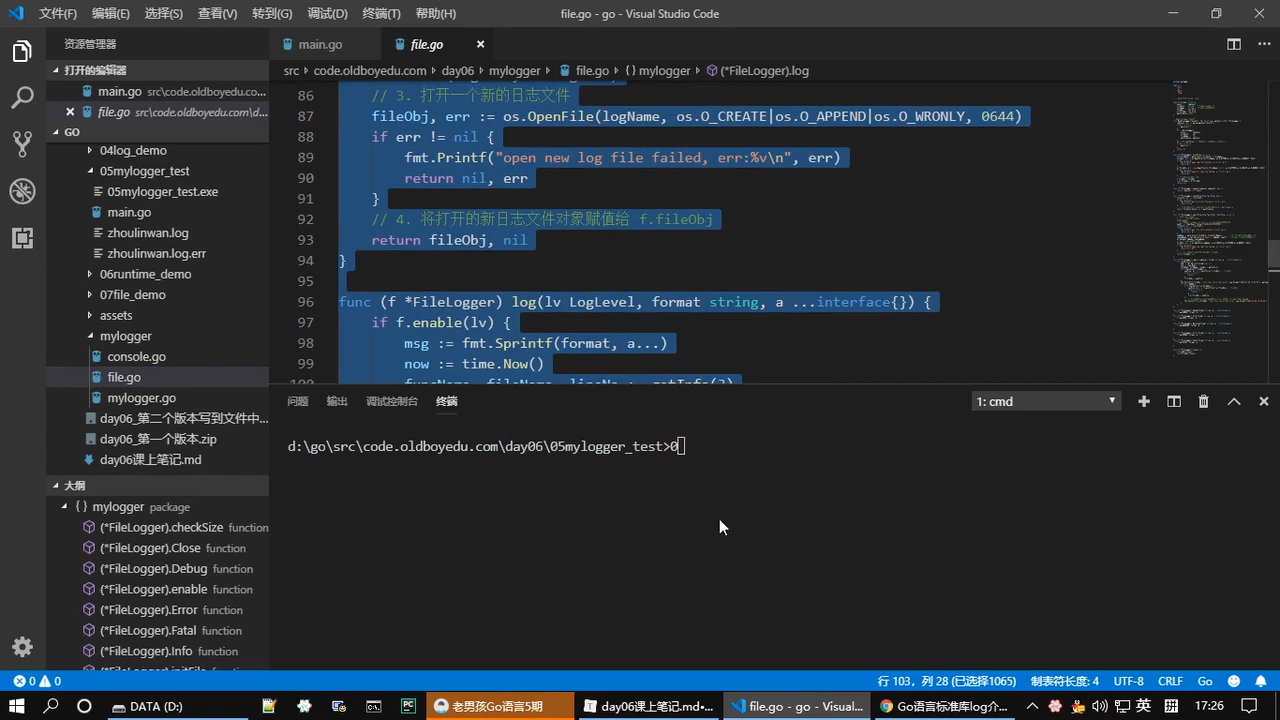 文件(F) 编辑(E) 选择(S) 查看(V) 转到(G) 调试(D) 终端(T) 帮助(H) file.go - go - Visual Studio Code
资源管理器
main.go file.go
打开的编辑器
src › code.oldboyedu.com › day06 › mylogger › file.go › {} mylogger › (*FileLogger).log
main.go src\code.oldboyedu.co...
file.go src\code.oldboyedu.com\d...
GO
04log_demo
05mylogger_test
05mylogger_test.exe
main.go
zhoulinwan.log
zhoulinwan.log.err
06runtime_demo
07file_demo
assets
mylogger
console.go
file.go
mylogger.go
day06_第二个版本写到文件中...
day06_第一个版本.zip
day06课上笔记.md
大纲
{} mylogger package
(*FileLogger).checkSize function
(*FileLogger).Close function
(*FileLogger).Debug function
(*FileLogger).enable function
(*FileLogger).Error function
(*FileLogger).Fatal function
(*FileLogger).Info function
86 // 3. 打开一个新的日志文件
87 fileObj, err := os.OpenFile(logName, os.O_CREATE|os.O_APPEND|os.O_WRONLY, 0644)
88 if err != nil {
89 fmt.Printf("open new log file failed, err:%v\n", err)
90 return nil, err
91 }
92 // 4. 将打开的新日志文件对象赋值给 f.fileObj
93 return fileObj, nil
94 }
95
96 func (f *FileLogger) log(lv LogLevel, format string, a ...interface{}) {
97 if f.enable(lv) {
98 msg := fmt.Sprintf(format, a...)
99 now := time.Now()
100 funcName, fileName, lineNo := getInfo(3)
问题 输出 调试控制台 终端 1: cmd
d:\go\src\code.oldboyedu.com\day06\05mylogger_test>0
0 0 行 103，列 28 (已选择1065) 制表符长度: 4 UTF-8 CRLF Go
DATA (D:) 老男孩Go语言5期 day06课上笔记.md•... file.go - go - Visual... Go语言标准库log介... 英 17:26